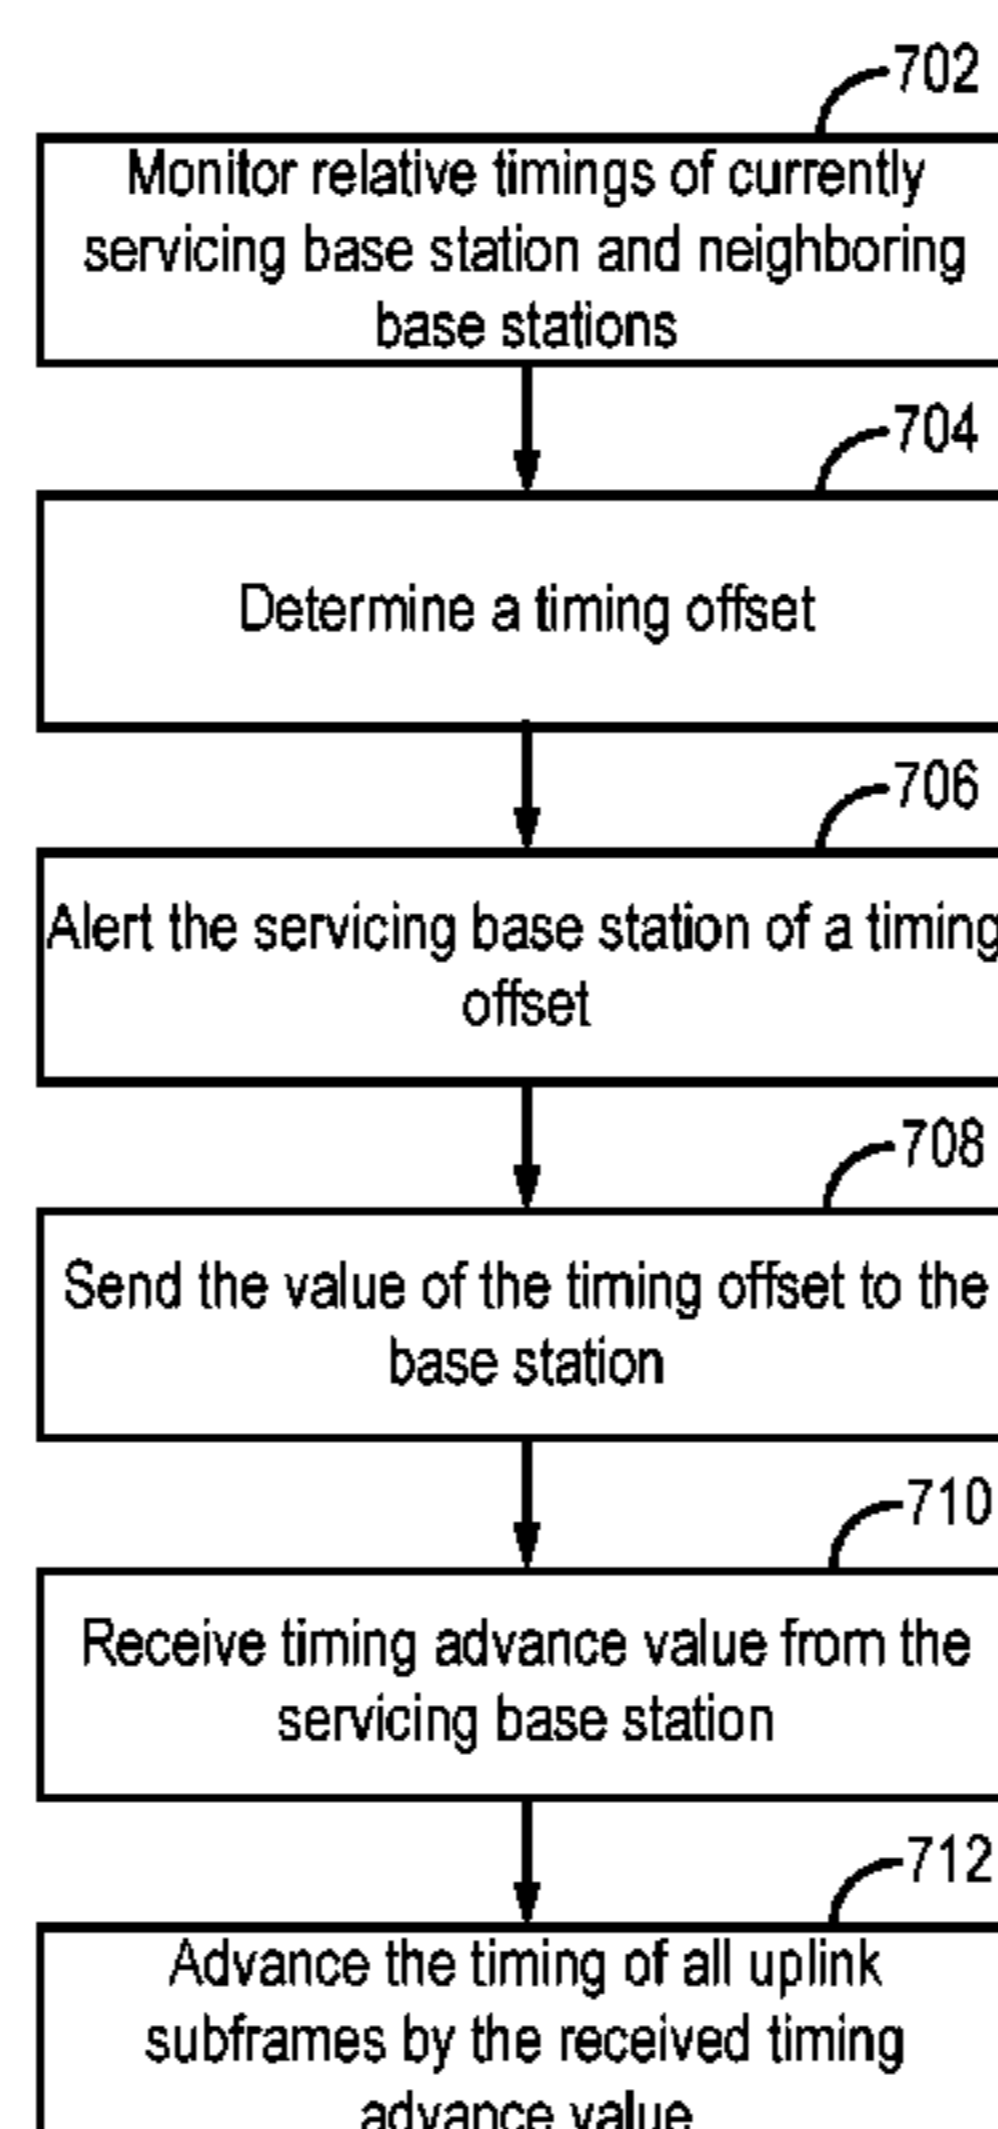 702
Monitor relative timings of currently
servicing base station and neighboring
base stations
704
Determine a timing offset
706
Alert the servicing base station of a timing
offset
708
Send the value of the timing offset to the
base station
710
Receive timing advance value from the
servicing base station
712
Advance the timing of all uplink
subframes by the received timing
advance value